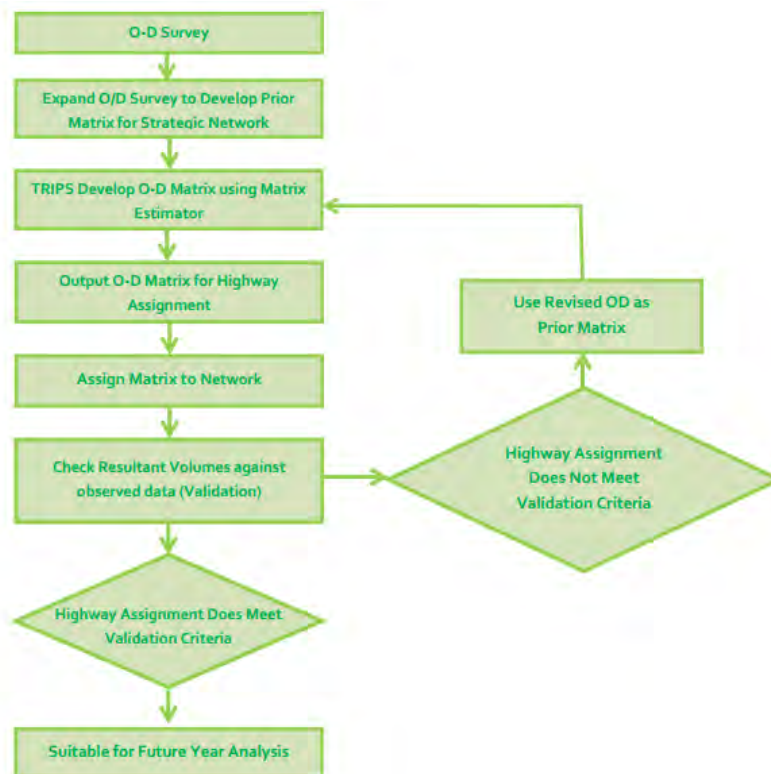 O-D Survey
Expand O/D Survey to Develop Prior
Matrix for Strategic Network
TRIPS Develop O-D Matrix using Matrix
Estimator
Output O-D Matrix for Highway
Assignment
Use Revised OD as
Prior Matrix
Assign Matrix to Network
Check Resultant Volumes against
observed data (Validation)
Highway Assignment
Does Not Meet
Validation Criteria
Highway Assignment Does Meet
Validation Criteria
Suitable for Future Year Analysis